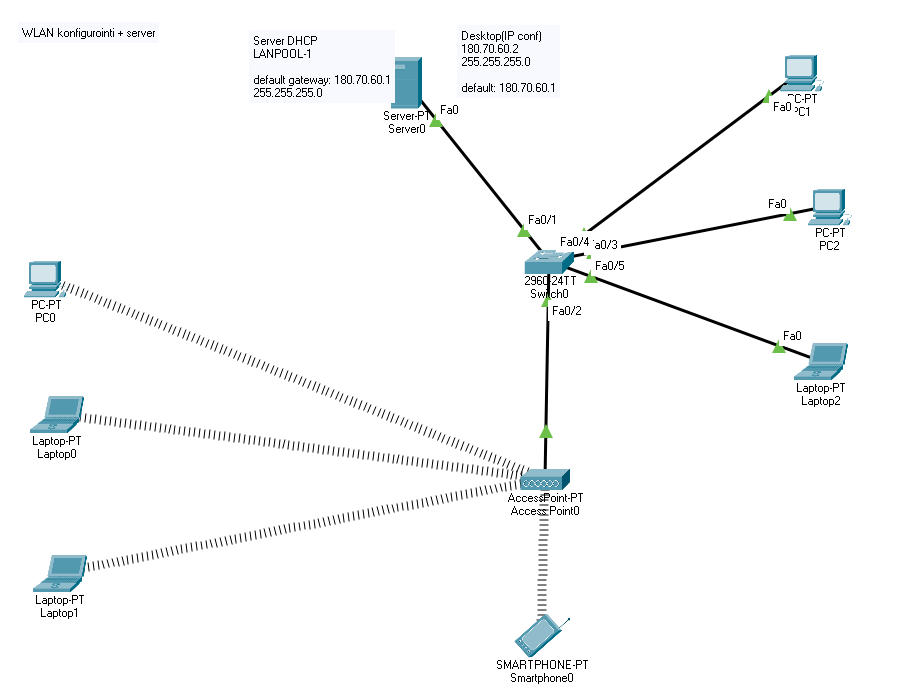 WLAN konfigurointi + server
Server DHCP
LANPOOL-1
default gateway: 180.70.60.1
255.255.255.0
Desktop(IP conf)
180.70.60.2
255.255.255.0
default: 180.70.60.1
Server-PT
Server0
Fa0
PC-PT
Fa0
PC1
Fa0
PC-PT
PC2
Fa0/1
Fa0/4
Fa0/3
Fa0/5
2960-24TT
Switch0
Fa0/2
PC-PT
PC0
Fa0
Laptop-PT
Laptop2
Laptop-PT
Laptop0
AccessPoint-PT
Access Point0
Laptop-PT
Laptop1
SMARTPHONE-PT
Smartphone0